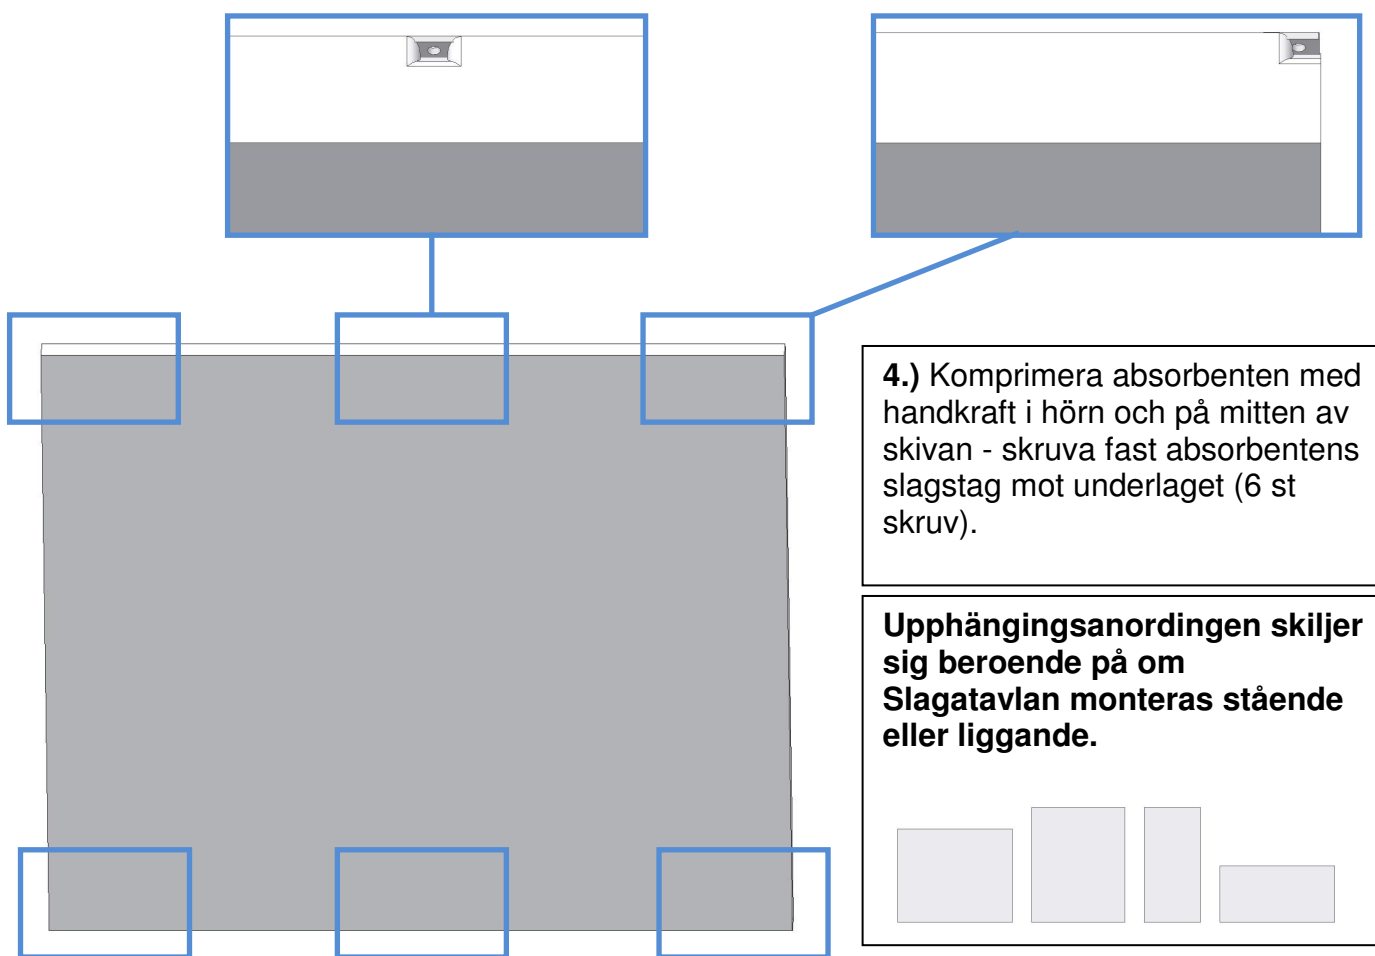 4.) Komprimera absorbenten med
handkraft i hörn och på mitten av
skivan - skruva fast absorbentens
slagstag mot underlaget (6 st
skruv).
Upphängingsanordingen skiljer
sig beroende på om
Slagatavlan monteras stående
eller liggande.